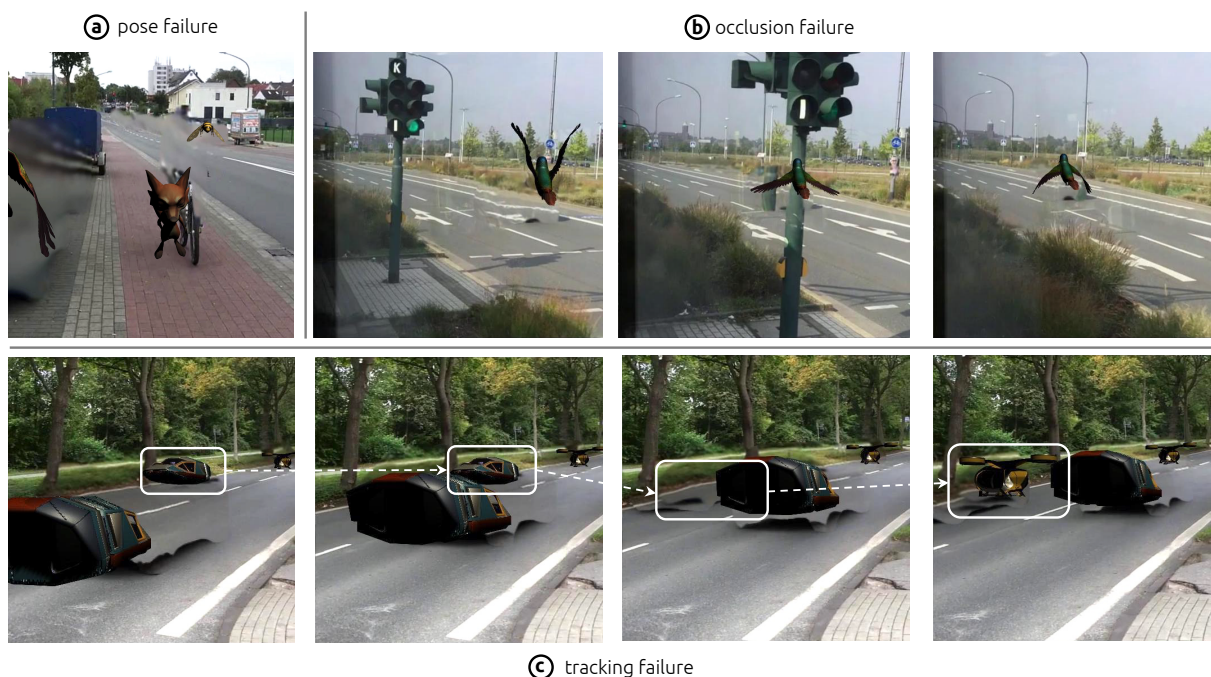 a pose failure
b occlusion failure
K
c tracking failure